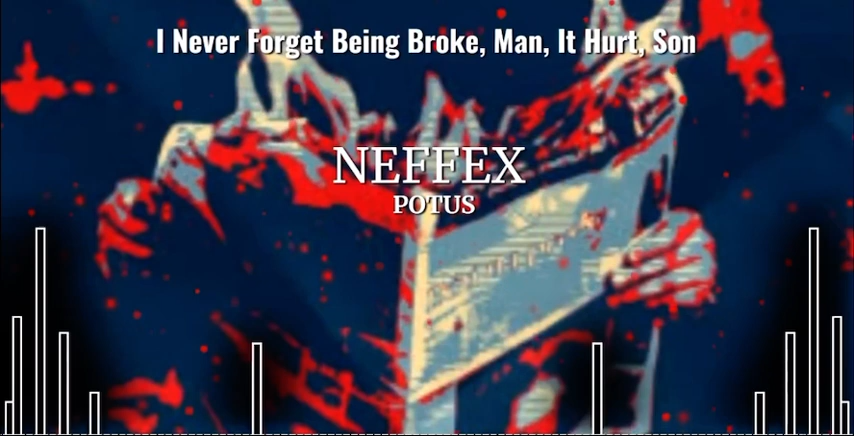 I Never Forget Being Broke, Man, It Hurt, Son
NEFFEX
POTUS